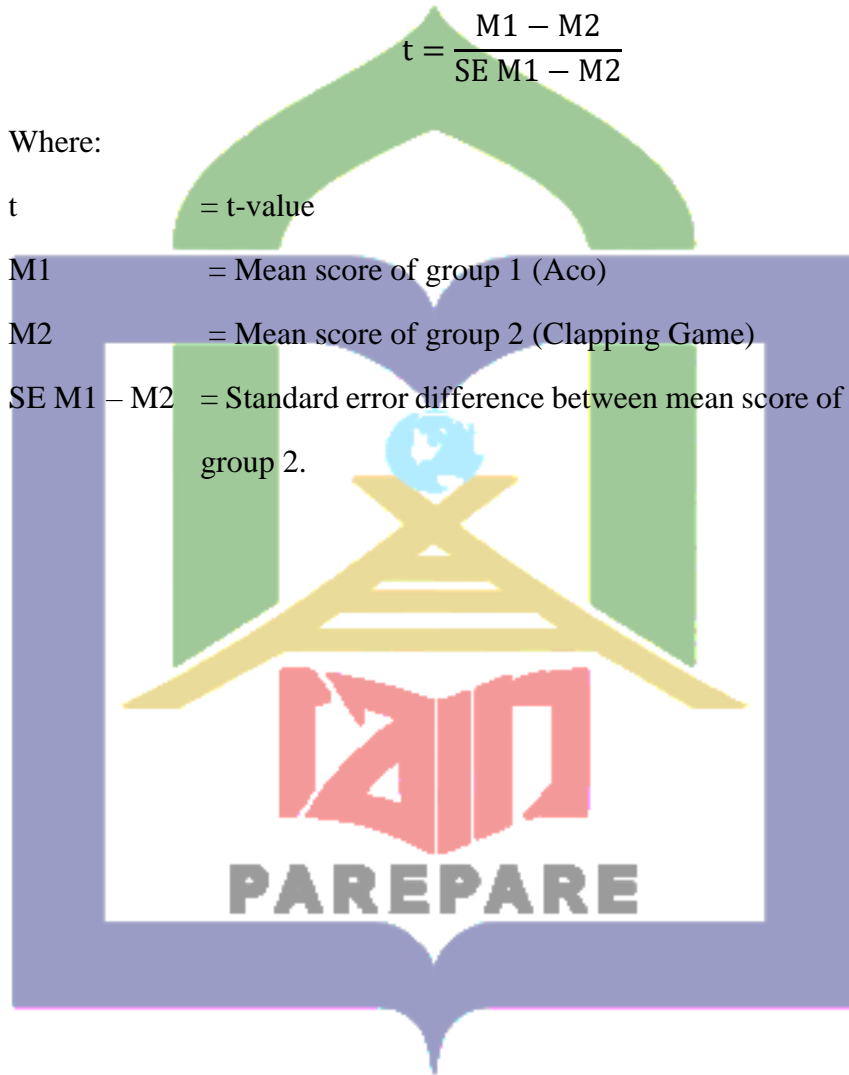 t = M1 − M2 / SE M1 − M2
Where:
t = t-value
M1 = Mean score of group 1 (Aco)
M2 = Mean score of group 2 (Clapping Game)
SE M1 – M2 = Standard error difference between mean score of
group 2.
IAIN
PAREPARE